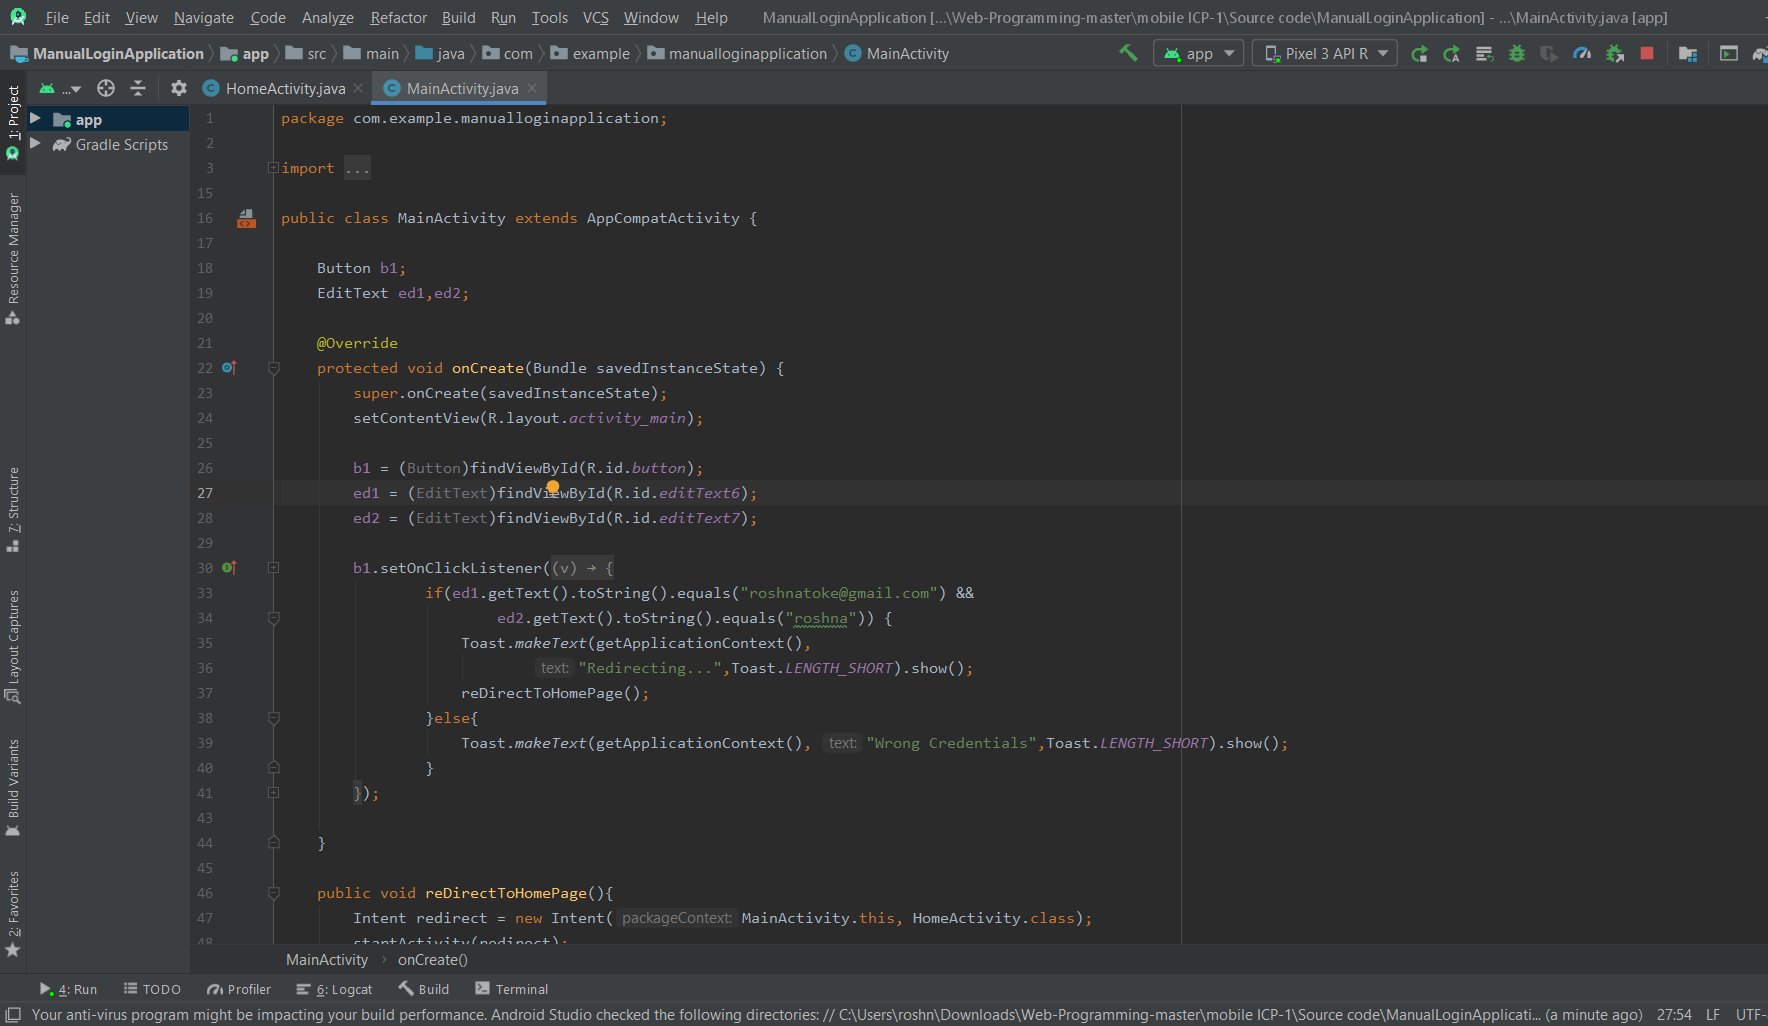 File Edit View Navigate Code Analyze Refactor Build Run Tools VCS Window Help ManualLoginApplication [...\Web-Programming-master\mobile ICP-1\Source code\ManualLoginApplication] - ...\MainActivity.java [app]
ManualLoginApplication app src main java com example manualloginapplication MainActivity app Pixel 3 API R
... HomeActivity.java MainActivity.java
1: Project
Resource Manager
7: Structure
Layout Captures
Build Variants
2: Favorites
app
Gradle Scripts
1 package com.example.manualloginapplication;
2
3 import ...
15
16 public class MainActivity extends AppCompatActivity {
17
18 Button b1;
19 EditText ed1,ed2;
20
21 @Override
22 protected void onCreate(Bundle savedInstanceState) {
23 super.onCreate(savedInstanceState);
24 setContentView(R.layout.activity_main);
25
26 b1 = (Button)findViewById(R.id.button);
27 ed1 = (EditText)findViewById(R.id.editText6);
28 ed2 = (EditText)findViewById(R.id.editText7);
29
30 b1.setOnClickListener((v) → {
33 if(ed1.getText().toString().equals("roshnatoke@gmail.com") &&
34 ed2.getText().toString().equals("roshna")) {
35 Toast.makeText(getApplicationContext(),
36 text: "Redirecting...",Toast.LENGTH_SHORT).show();
37 reDirectToHomePage();
38 }else{
39 Toast.makeText(getApplicationContext(), text: "Wrong Credentials",Toast.LENGTH_SHORT).show();
40 }
41 });
43
44 }
45
46 public void reDirectToHomePage(){
47 Intent redirect = new Intent( packageContext: MainActivity.this, HomeActivity.class);
48 startActivity(redirect);
MainActivity › onCreate()
4: Run TODO Profiler 6: Logcat Build Terminal
Your anti-virus program might be impacting your build performance. Android Studio checked the following directories: // C:\Users\roshn\Downloads\Web-Programming-master\mobile ICP-1\Source code\ManualLoginApplicati... (a minute ago) 27:54 LF UTF-